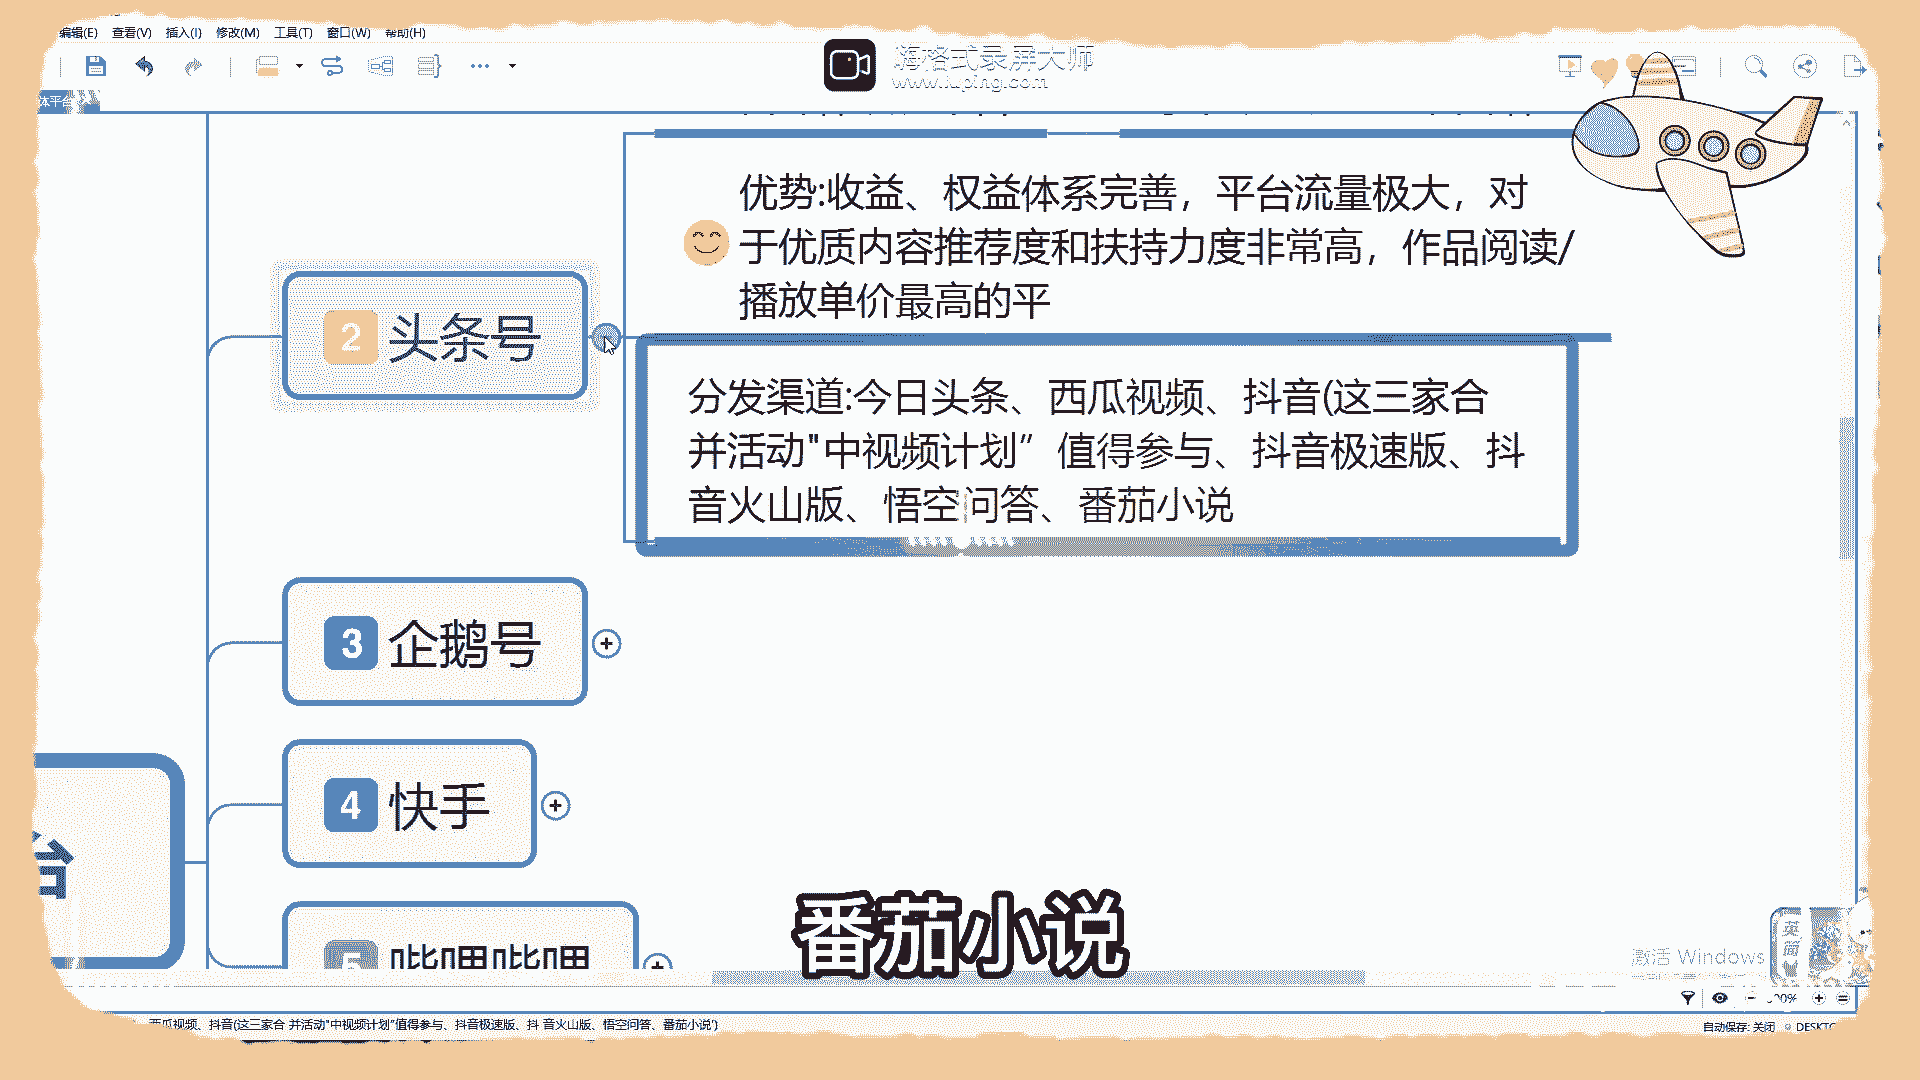 编辑(E) 查看(V) 插入(I) 修改(M) 工具(T) 窗口(W) 帮助(H)
嗨格式录屏大师
www.luping.com
体平台
优势:收益、权益体系完善，平台流量极大，对
于优质内容推荐度和扶持力度非常高，作品阅读/
播放单价最高的平
2 头条号
分发渠道:今日头条、西瓜视频、抖音(这三家合
并活动"中视频计划” 值得参与、抖音极速版、抖
音火山版、悟空问答、番茄小说
3 企鹅号
4 快手
台
5 哔哩哔哩
番茄小说
英
激活 Windows
西瓜视频、抖音(这三家合 并活动"中视频计划"值得参与、抖音极速版、抖 音火山版、悟空问答、番茄小说')
自动保存: 关闭